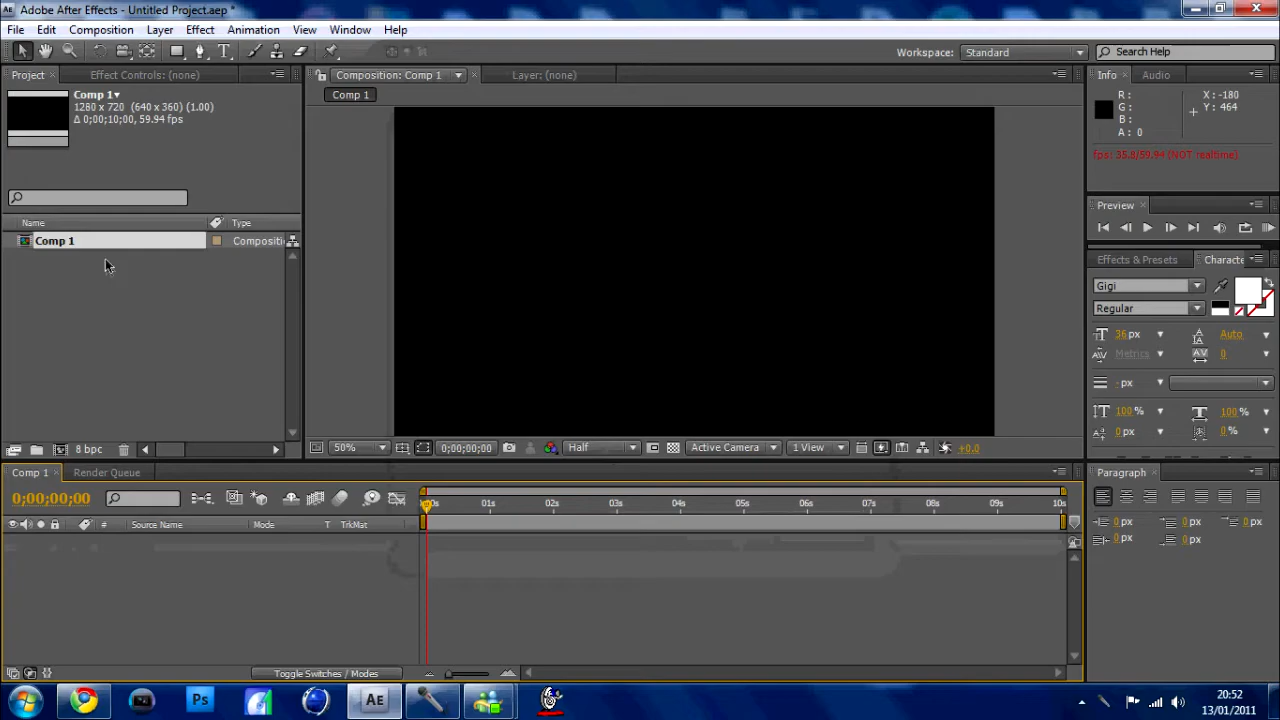 Adobe After Effects - Untitled Project.aep *
File Edit Composition Layer Effect Animation View Window Help
Workspace: Standard Search Help
Project Effect Controls: (none) Composition: Comp 1 Layer: (none) Info Audio
Comp 1
1280 x 720 (640 x 360) (1.00)
Δ 0;00;10;00, 59.94 fps
Comp 1
R :
G :
B :
A : 0
X : -180
Y : 464
fps: 35.8/59.94 (NOT realtime)
Preview
Name Type
Comp 1 Compositi
Effects & Presets Characte
Gigi
Regular
36 px Auto
Metrics 0
- px
100 % 100 %
0 px 0 %
8 bpc 50% 0;00;00;00 Half Active Camera 1 View +0.0
Comp 1 Render Queue
0;00;00;00
01s 02s 03s 04s 05s 06s 07s 08s 09s 10s
# Source Name Mode T TrkMat
Paragraph
0 px 0 px 0 px
0 px 0 px
Toggle Switches / Modes
Ps AE
20:52
13/01/2011